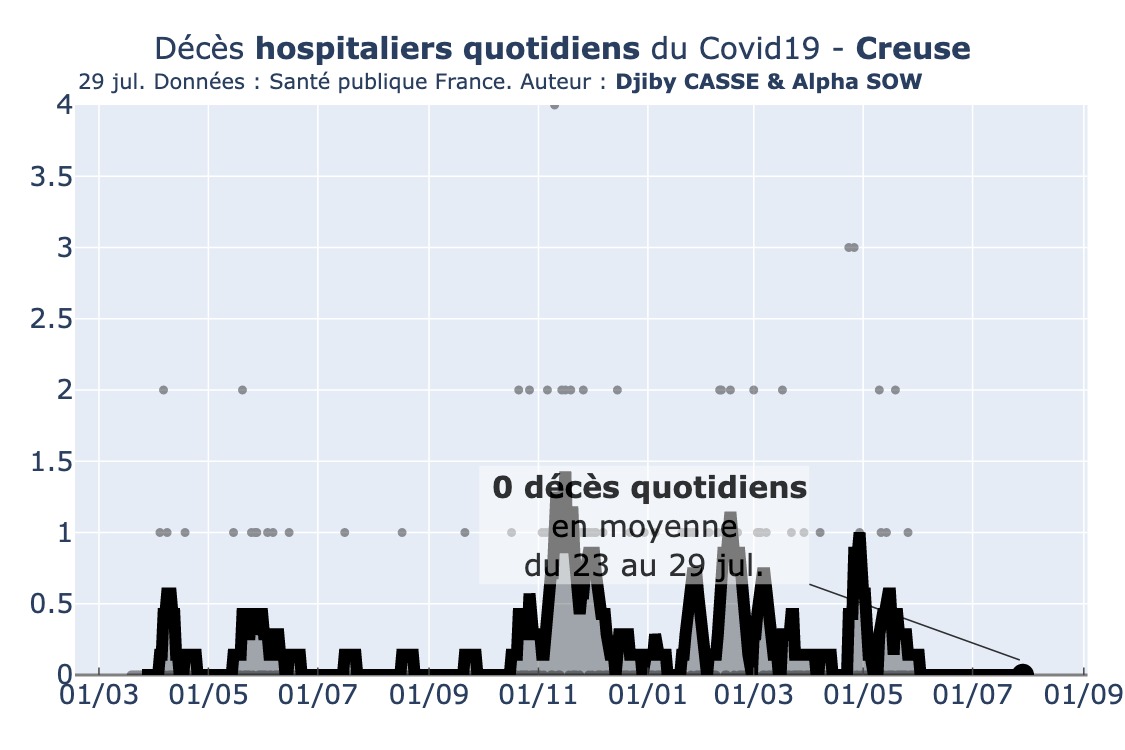 Décès hospitaliers quotidiens du Covid19 - Creuse
29 jul. Données : Santé publique France. Auteur : Djiby CASSE & Alpha SOW
4
3.5
3
2.5
2
1.5
1
0.5
0
0 décès quotidiens
en moyenne
du 23 au 29 jul.
01/03 01/05 01/07 01/09 01/11 01/01 01/03 01/05 01/07 01/09